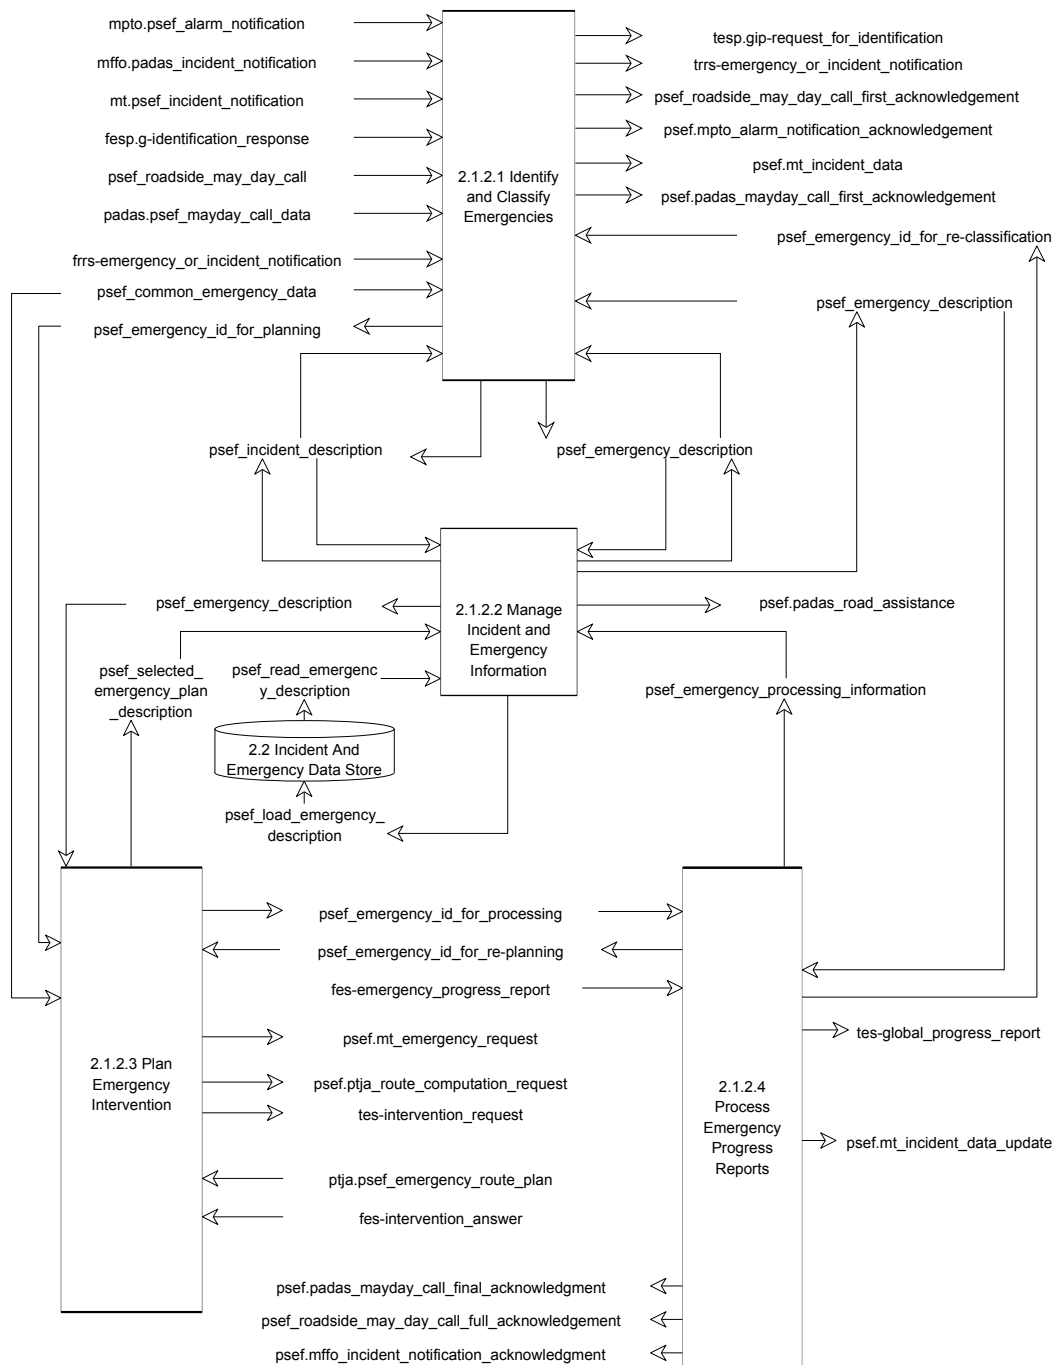 mpto.psef_alarm_notification
mffo.padas_incident_notification
mt.psef_incident_notification
fesp.g-identification_response
psef_roadside_may_day_call
padas.psef_mayday_call_data
frrs-emergency_or_incident_notification
psef_common_emergency_data
psef_emergency_id_for_planning
2.1.2.1 Identify
and Classify
Emergencies
tesp.gip-request_for_identification
trrs-emergency_or_incident_notification
psef_roadside_may_day_call_first_acknowledgement
psef.mpto_alarm_notification_acknowledgement
psef.mt_incident_data
psef.padas_mayday_call_first_acknowledgement
psef_emergency_id_for_re-classification
psef_emergency_description
psef_incident_description
psef_emergency_description
psef_emergency_description
2.1.2.2 Manage
Incident and
Emergency
Information
psef.padas_road_assistance
psef_selected_
emergency_plan
_description
psef_read_emergenc
y_description
psef_emergency_processing_information
2.2 Incident And
Emergency Data Store
psef_load_emergency_
description
2.1.2.3 Plan
Emergency
Intervention
psef_emergency_id_for_processing
psef_emergency_id_for_re-planning
fes-emergency_progress_report
psef.mt_emergency_request
psef.ptja_route_computation_request
tes-intervention_request
ptja.psef_emergency_route_plan
fes-intervention_answer
psef.padas_mayday_call_final_acknowledgment
psef_roadside_may_day_call_full_acknowledgement
psef.mffo_incident_notification_acknowledgment
2.1.2.4
Process
Emergency
Progress
Reports
tes-global_progress_report
psef.mt_incident_data_update